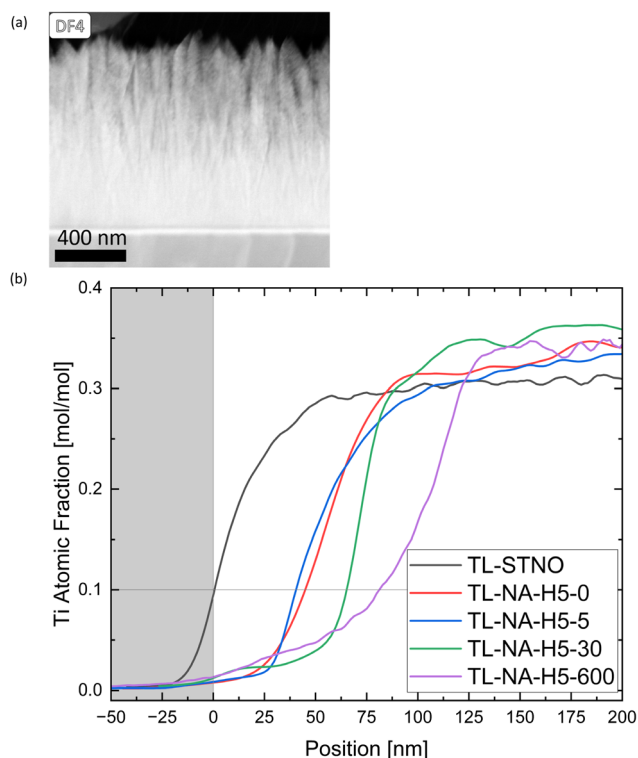 (a)
DF4
400 nm
(b)
0.4
0.3
0.2
0.1
0.0
Ti Atomic Fraction [mol/mol]
TL-STNO
TL-NA-H5-0
TL-NA-H5-5
TL-NA-H5-30
TL-NA-H5-600
−50 −25 0 25 50 75 100 125 150 175 200
Position [nm]